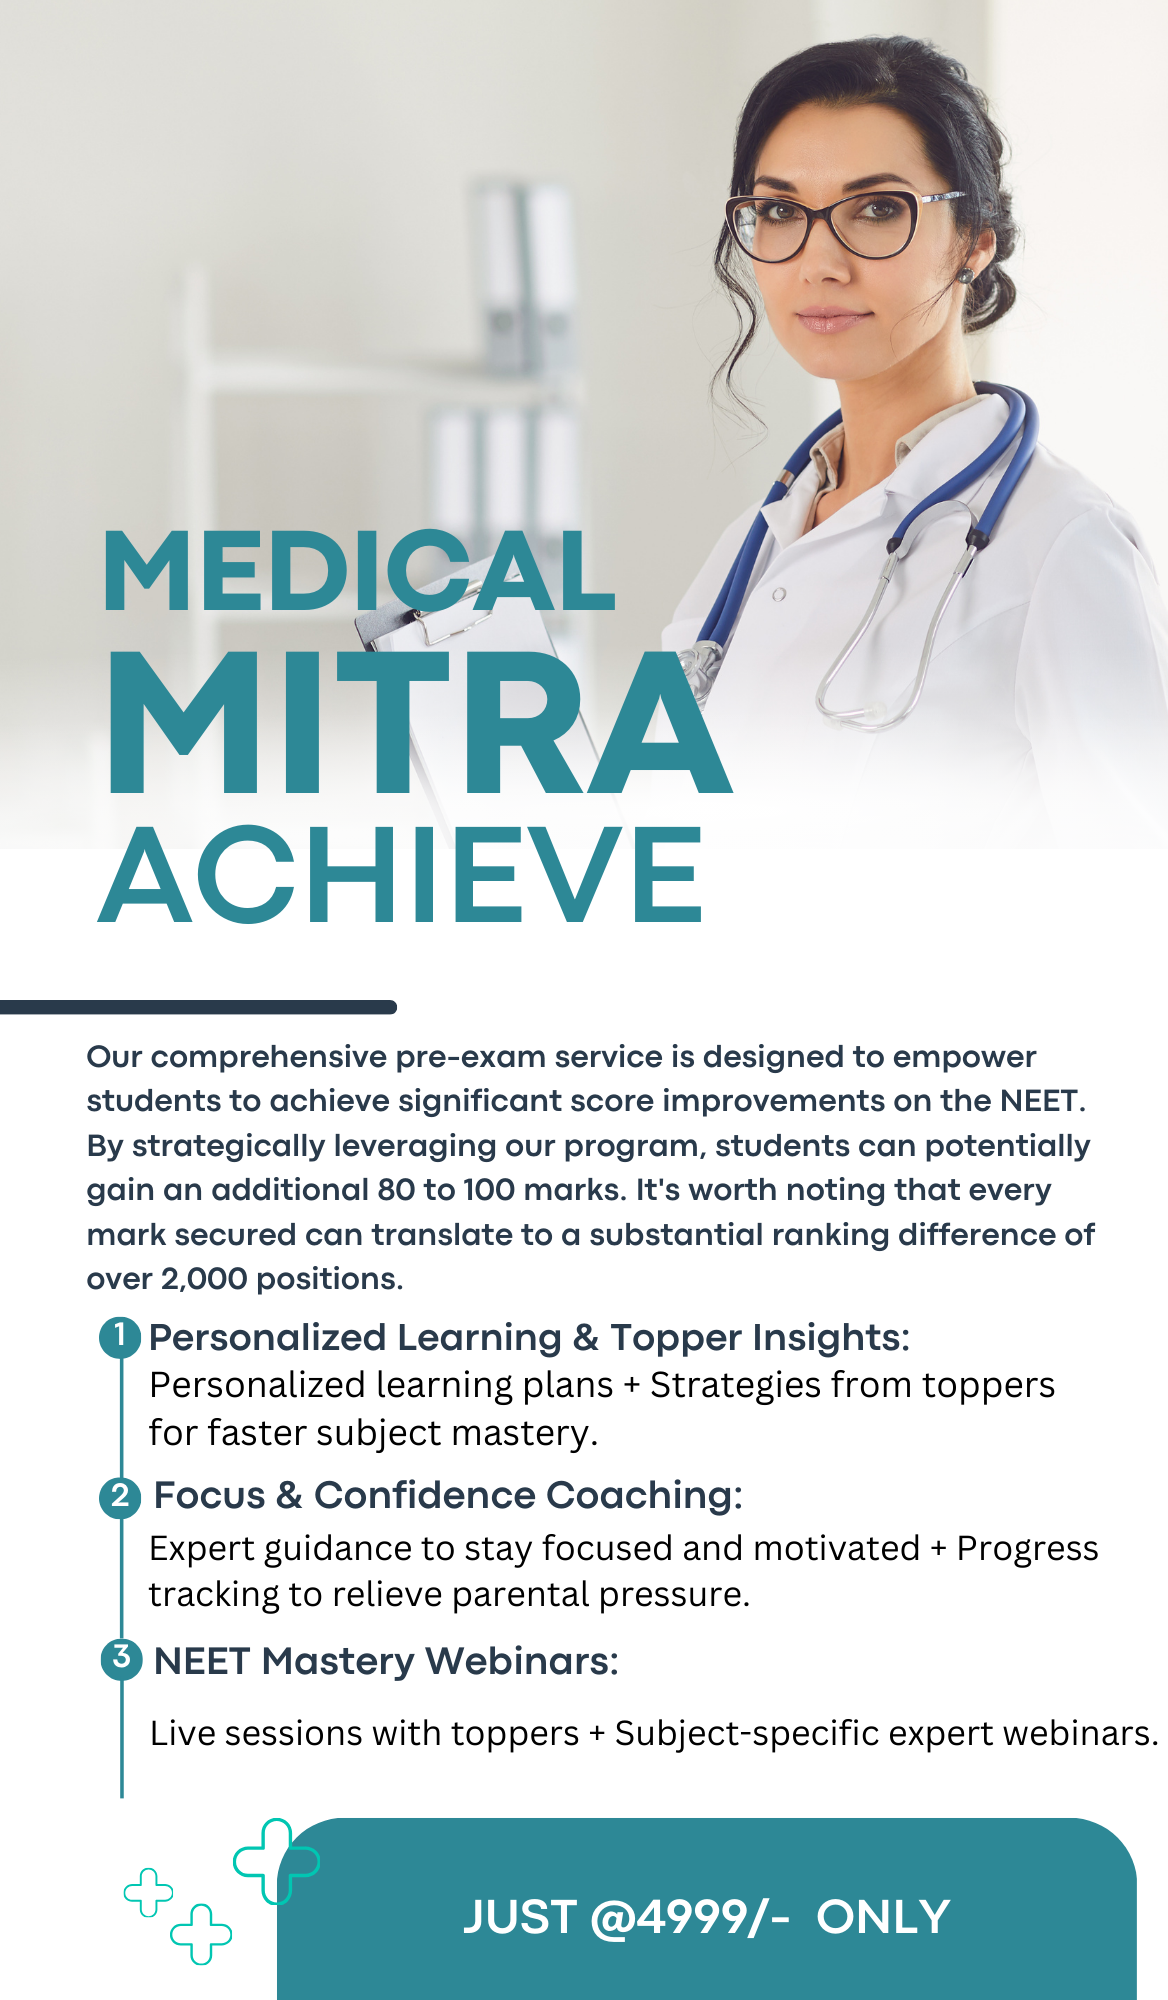 MEDICAL
MITRA
ACHIEVE
Our comprehensive pre-exam service is designed to empower
students to achieve significant score improvements on the NEET.
By strategically leveraging our program, students can potentially
gain an additional 80 to 100 marks. It's worth noting that every
mark secured can translate to a substantial ranking difference of
over 2,000 positions.
1 Personalized Learning & Topper Insights:
Personalized learning plans + Strategies from toppers
for faster subject mastery.
2 Focus & Confidence Coaching:
Expert guidance to stay focused and motivated + Progress
tracking to relieve parental pressure.
3 NEET Mastery Webinars:
Live sessions with toppers + Subject-specific expert webinars.
JUST @4999/- ONLY